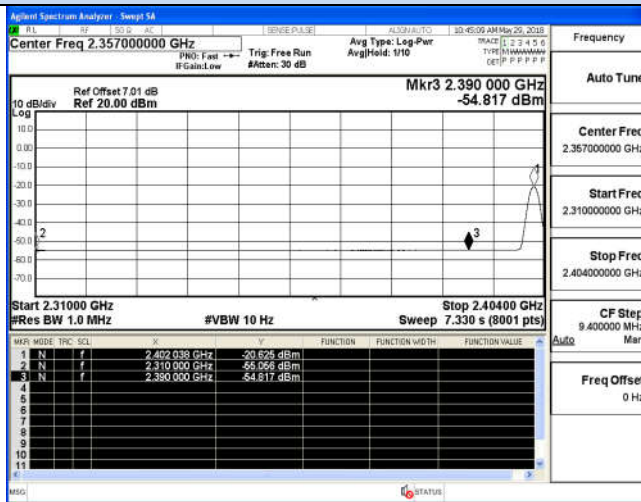 Agilent Spectrum Analyzer - Swept SA
RL RF 50 Ω AC SENSE:PULSE ALIGN AUTO 10:45:09 AM May 29, 2018
Center Freq 2.357000000 GHz
PNO: Fast
IFGain:Low
Trig: Free Run
#Atten: 30 dB
Avg Type: Log-Pwr
Avg|Hold: 1/10
TRACE 1 2 3 4 5 6
TYPE M W W W W W
DET P P P P P P
Ref Offset 7.01 dB
Ref 20.00 dBm
10 dB/div
Log
Mkr3 2.390 000 GHz
-54.817 dBm
10.0
0.00
-10.0
-20.0
-30.0
-40.0
-50.0
-60.0
-70.0
1
2
3
Start 2.31000 GHz
Stop 2.40400 GHz
#Res BW 1.0 MHz #VBW 10 Hz Sweep 7.330 s (8001 pts)
MKR MODE TRC SCL X Y FUNCTION FUNCTION WIDTH FUNCTION VALUE
1 N f 2.402 038 GHz -20.625 dBm
2 N f 2.310 000 GHz -55.056 dBm
3 N f 2.390 000 GHz -54.817 dBm
4
5
6
7
8
9
10
11
MSG STATUS
Frequency
Auto Tune
Center Freq
2.357000000 GHz
Start Freq
2.310000000 GHz
Stop Freq
2.404000000 GHz
CF Step
9.400000 MHz
Auto Man
Freq Offset
0 Hz